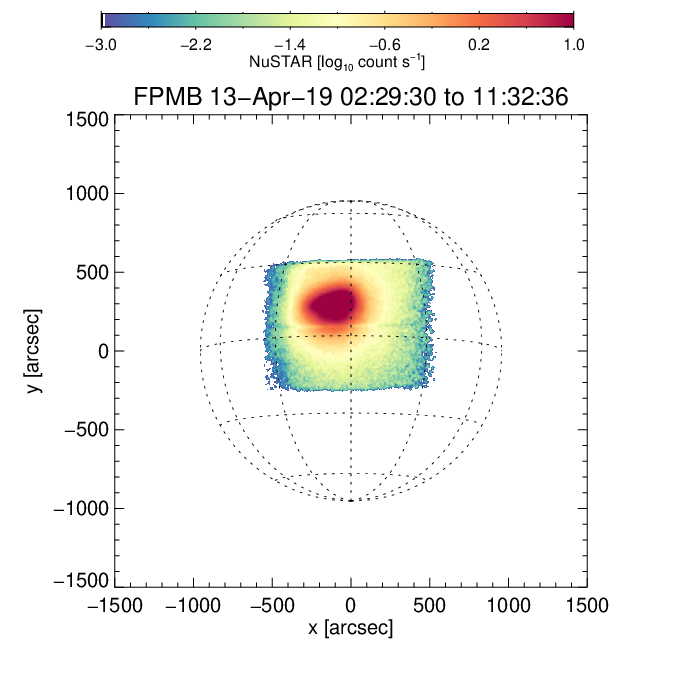 −3.0 −2.2 −1.4 −0.6 0.2 1.0
NuSTAR [log₁₀ count s⁻¹]
FPMB 13−Apr−19 02:29:30 to 11:32:36
1500
1000
500
0
−500
−1000
−1500
y [arcsec]
−1500 −1000 −500 0 500 1000 1500
x [arcsec]